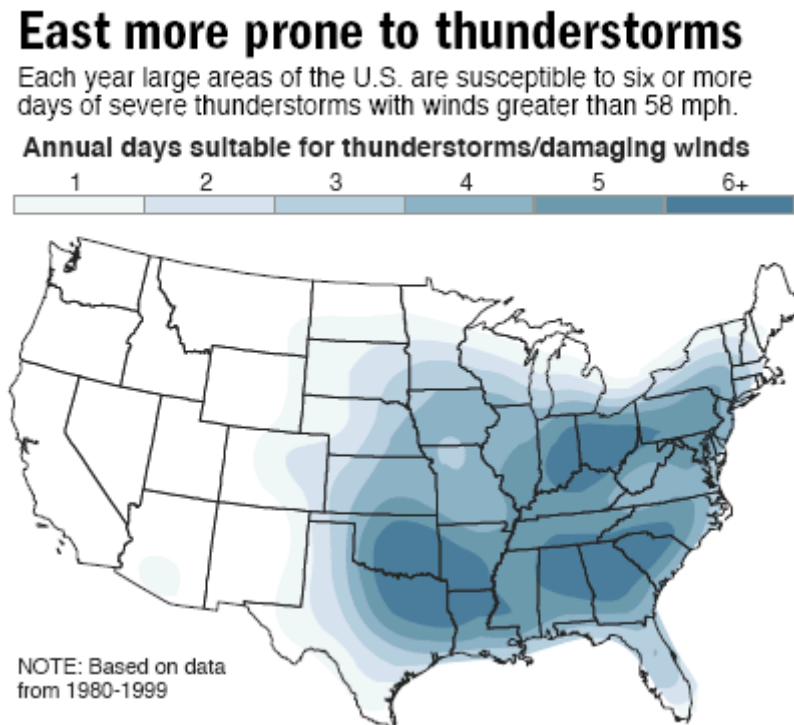 East more prone to thunderstorms
Each year large areas of the U.S. are susceptible to six or more
days of severe thunderstorms with winds greater than 58 mph.
Annual days suitable for thunderstorms/damaging winds
1 2 3 4 5 6+
NOTE: Based on data
from 1980-1999